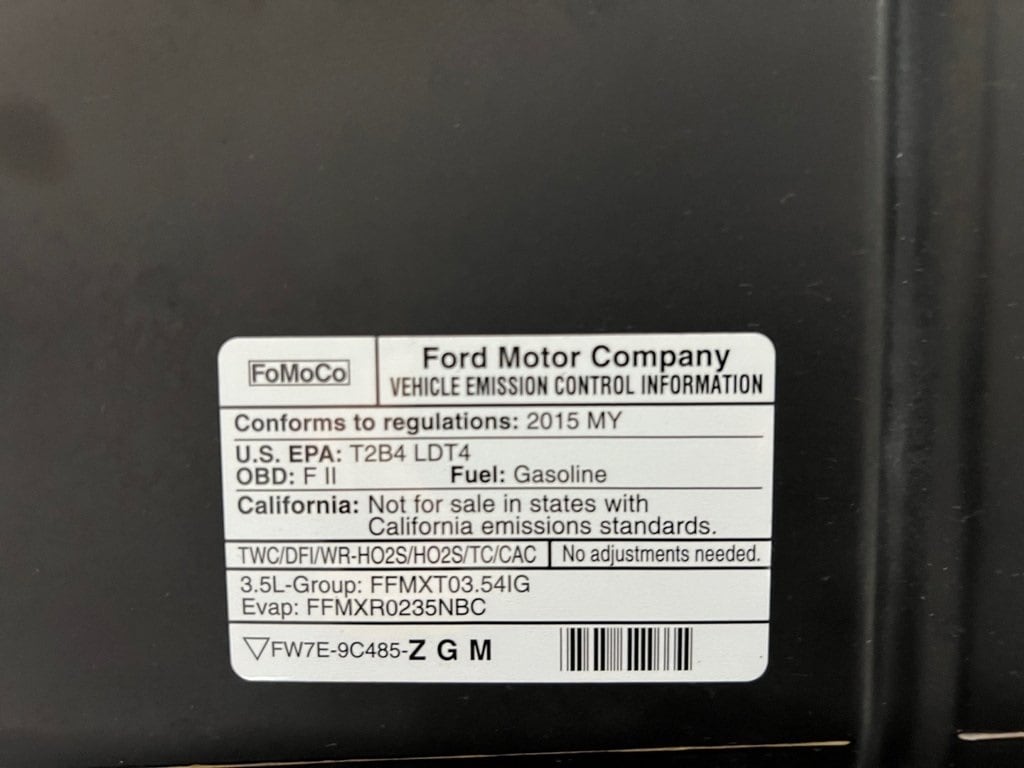 FoMoCo
Ford Motor Company
VEHICLE EMISSION CONTROL INFORMATION
Conforms to regulations: 2015 MY
U.S. EPA: T2B4 LDT4
OBD: F II Fuel: Gasoline
California: Not for sale in states with
California emissions standards.
TWC/DFI/WR-HO2S/HO2S/TC/CAC No adjustments needed.
3.5L-Group: FFMXT03.54IG
Evap: FFMXR0235NBC
FW7E-9C485-Z G M